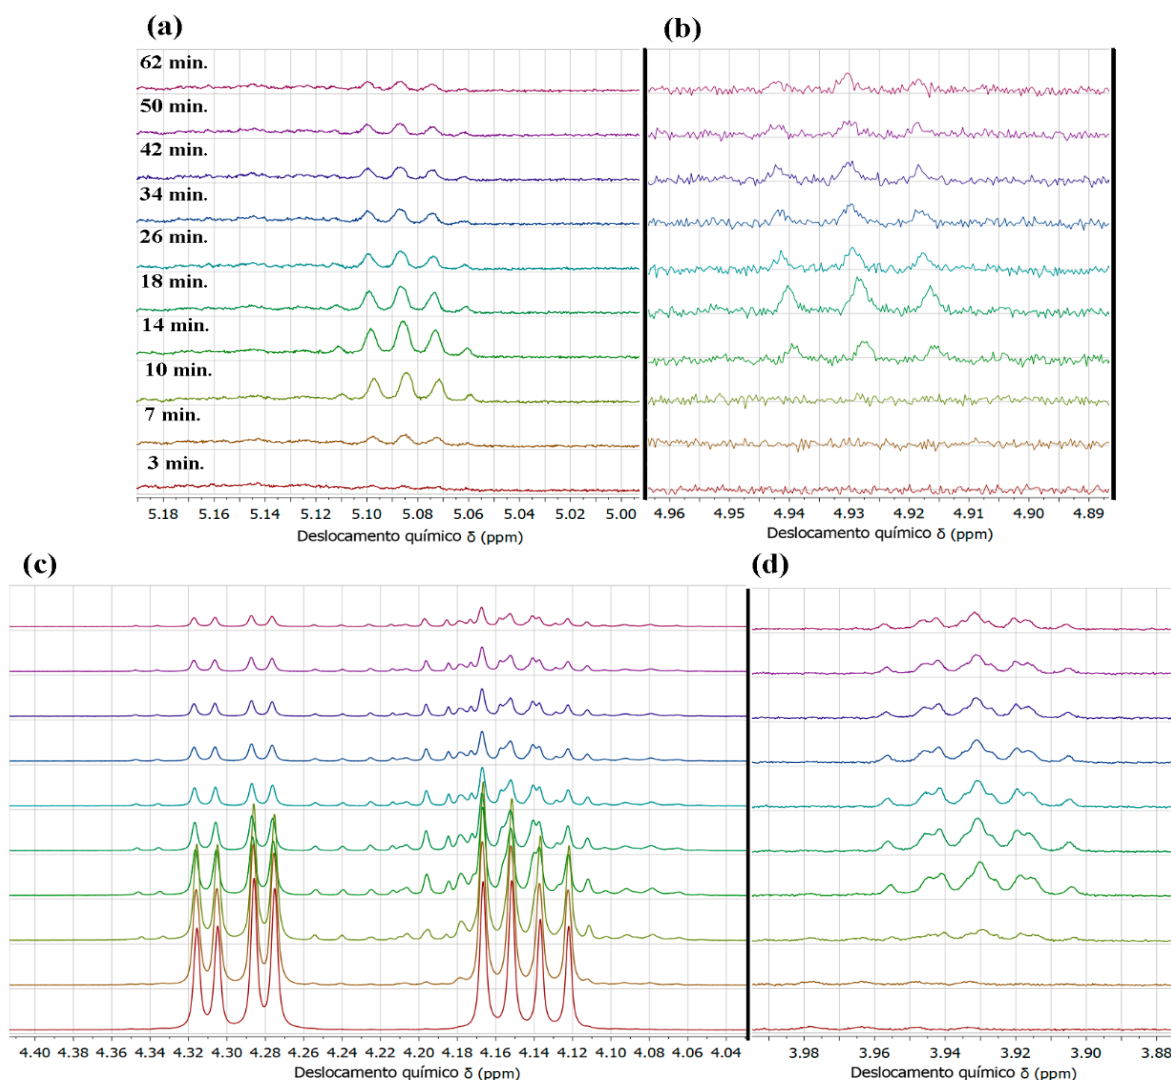 (a) (b)
62 min.
50 min.
42 min.
34 min.
26 min.
18 min.
14 min.
10 min.
7 min.
3 min.
5.18 5.16 5.14 5.12 5.10 5.08 5.06 5.04 5.02 5.00
Deslocamento químico δ (ppm)
4.96 4.95 4.94 4.93 4.92 4.91 4.90 4.89
Deslocamento químico δ (ppm)
(c) (d)
4.40 4.38 4.36 4.34 4.32 4.30 4.28 4.26 4.24 4.22 4.20 4.18 4.16 4.14 4.12 4.10 4.08 4.06 4.04
Deslocamento químico δ (ppm)
3.98 3.96 3.94 3.92 3.90 3.88
Deslocamento químico δ (ppm)